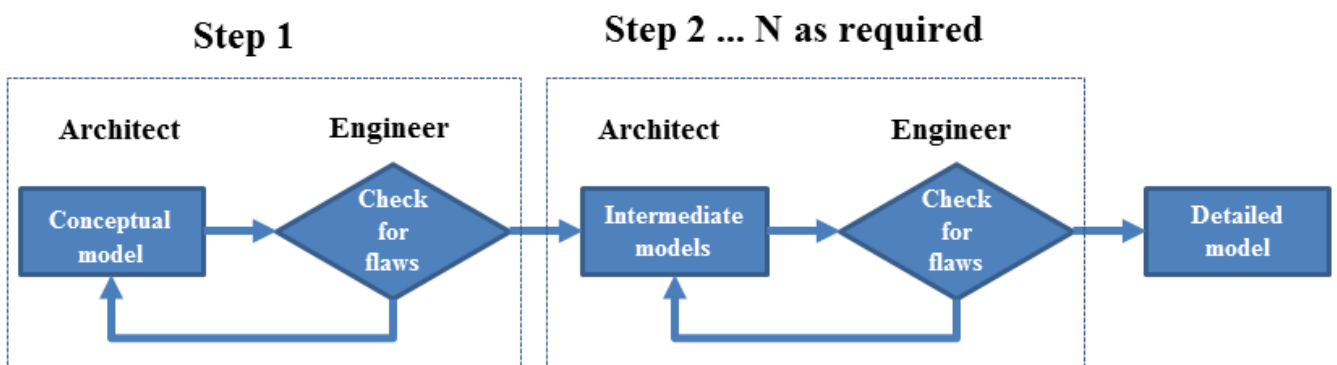 Step 1
Step 2 ... N as required
Architect
Engineer
Architect
Engineer
Conceptual
model
Check
for
flaws
Intermediate
models
Check
for
flaws
Detailed
model